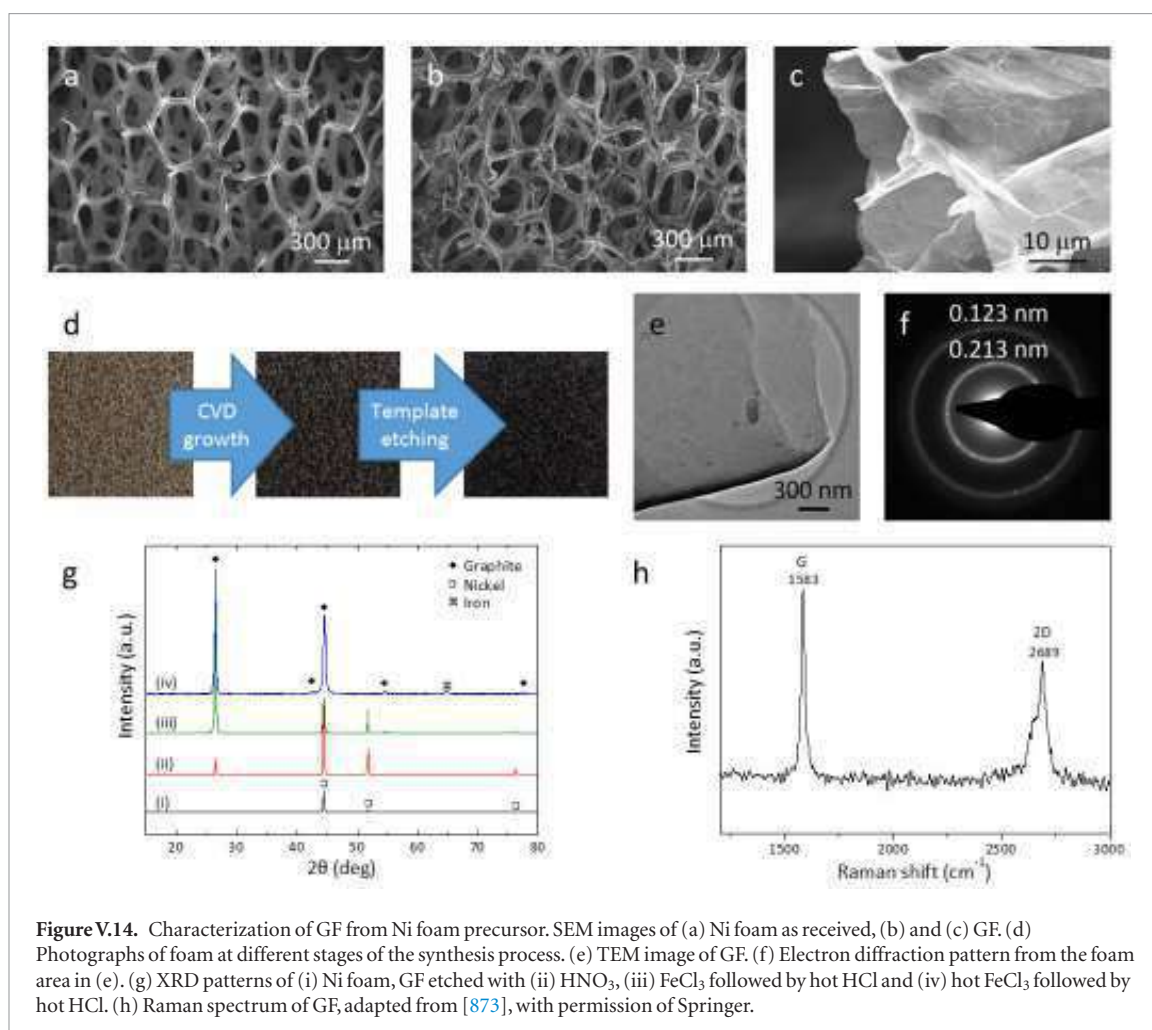 a
300 μm
b
300 μm
c
10 μm
d
CVD
growth
Template
etching
e
300 nm
f
0.123 nm
0.213 nm
g
Graphite
Nickel
Iron
(iv)
(iii)
(ii)
(i)
Intensity (a.u.)
20 30 40 50 60 70 80
2θ (deg)
h
G
1583
2D
2689
Intensity (a.u.)
1500 2000 2500 3000
Raman shift (cm⁻¹)
Figure V.14. Characterization of GF from Ni foam precursor. SEM images of (a) Ni foam as received, (b) and (c) GF. (d)
Photographs of foam at different stages of the synthesis process. (e) TEM image of GF. (f) Electron diffraction pattern from the foam
area in (e). (g) XRD patterns of (i) Ni foam, GF etched with (ii) HNO₃, (iii) FeCl₃ followed by hot HCl and (iv) hot FeCl₃ followed by
hot HCl. (h) Raman spectrum of GF, adapted from [873], with permission of Springer.